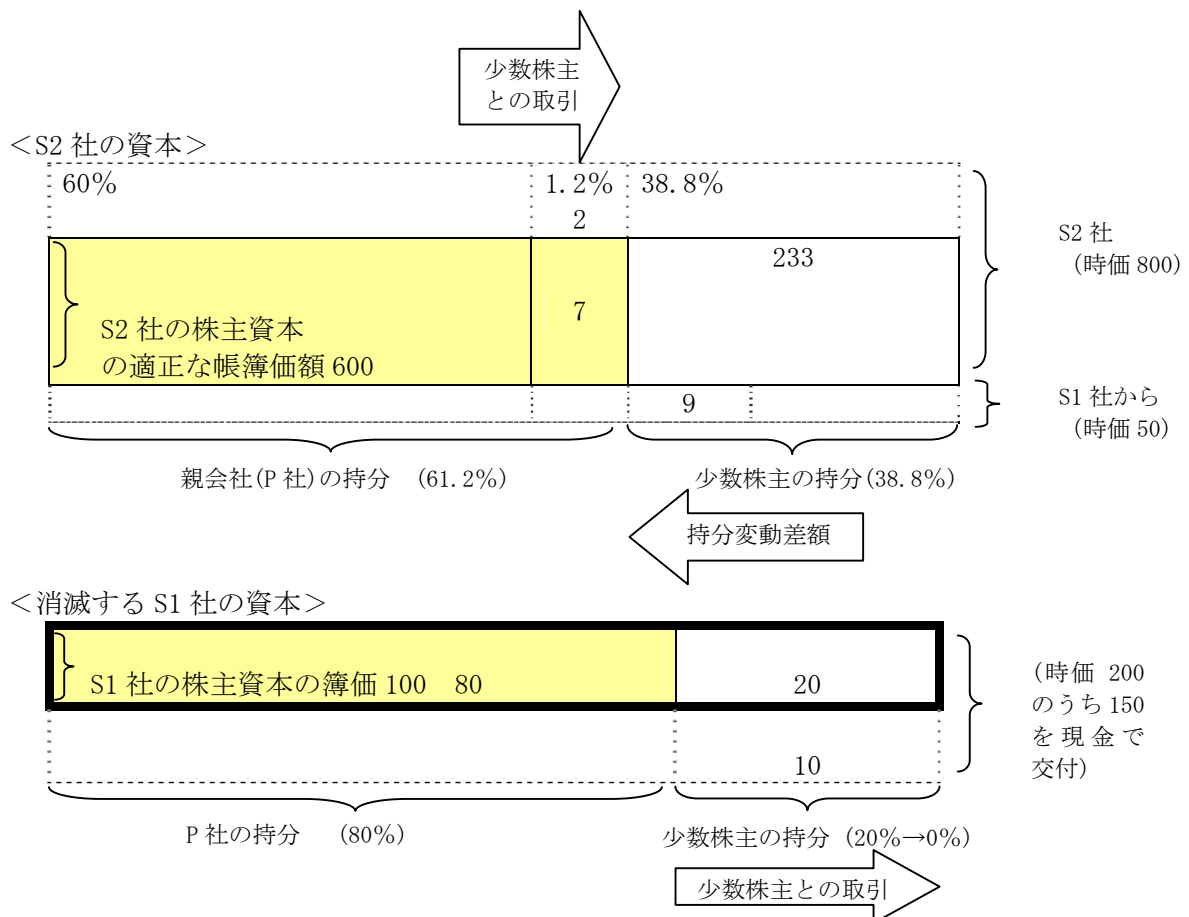 少数株主
との取引
<S2 社の資本>
60% 1.2% 38.8%
2
233
S2 社
(時価 800)
7
S2 社の株主資本
の適正な帳簿価額 600
9
S1 社から
(時価 50)
親会社(P 社)の持分 (61.2%)
少数株主の持分(38.8%)
持分変動差額
<消滅する S1 社の資本>
S1 社の株主資本の簿価 100 80
20
(時価 200
のうち 150
を現金で
交付)
10
P 社の持分 (80%)
少数株主の持分 (20%→0%)
少数株主との取引